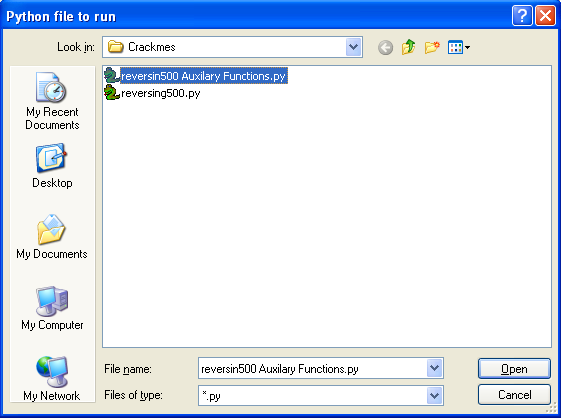 Python file to run
Look in: Crackmes
My Recent
Documents
Desktop
My Documents
My Computer
My Network
reversin500 Auxilary Functions.py
reversing500.py
File name: reversin500 Auxilary Functions.py Open
Files of type: *.py Cancel